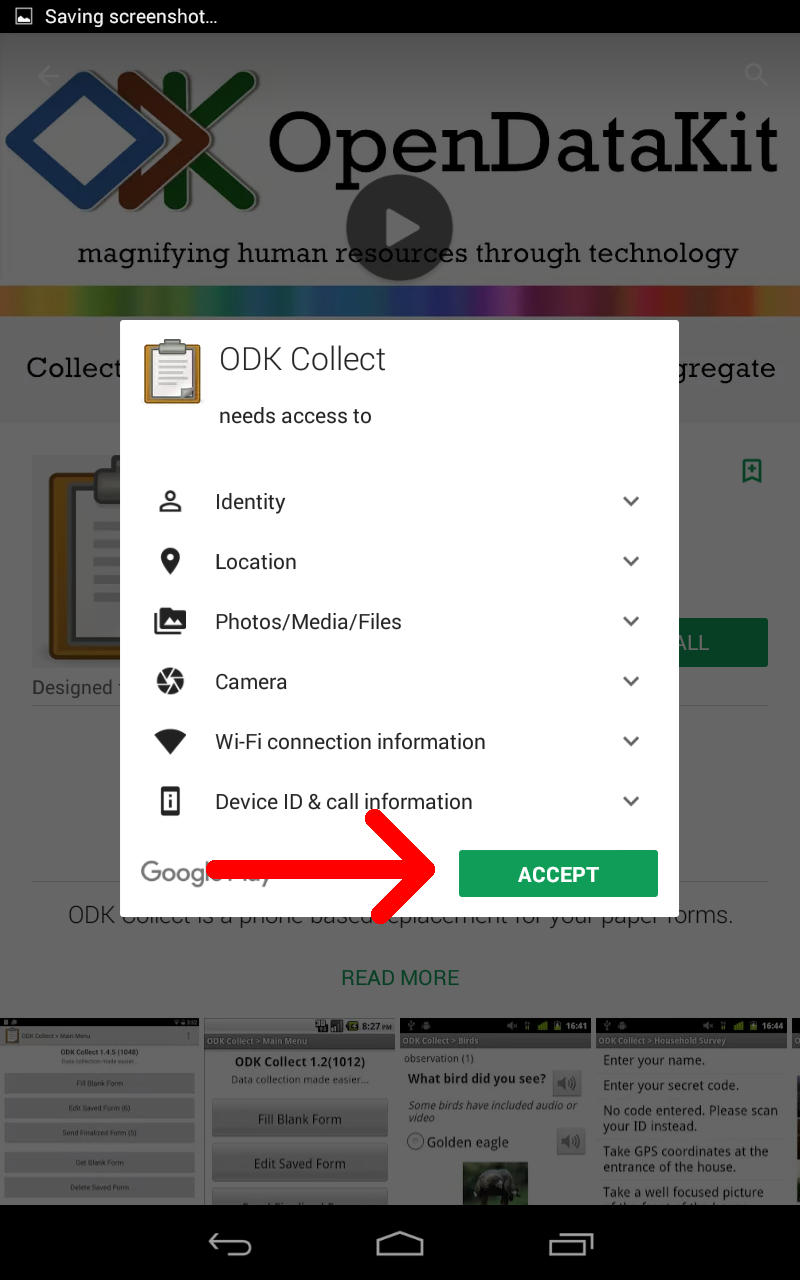 Saving screenshot...
OpenDataKit
magnifying human resources through technology
Collect
gregate
ODK Collect
needs access to
Identity
Location
Photos/Media/Files
Camera
Wi-Fi connection information
Device ID & call information
ALL
Designed
Google Play
ACCEPT
ODK Collect is a phone based replacement for your paper forms.
READ MORE
ODK Collect > Main Menu
ODK Collect 1.4.5 (1048)
Data collection made easier...
Fill Blank Form
Edit Saved Form (6)
Send Finalized Form (5)
Get Blank Form
Delete Saved Form
8:27 PM
ODK Collect > Main Menu
ODK Collect 1.2(1012)
Data collection made easier...
Fill Blank Form
Edit Saved Form
16:41
ODK Collect > Birds
observation (1)
What bird did you see?
Some birds have included audio or
video
Golden eagle
16:44
ODK Collect > Household Survey
Enter your name.
Enter your secret code.
No code entered. Please scan
your ID instead.
Take GPS coordinates at the
entrance of the house.
Take a well focused picture